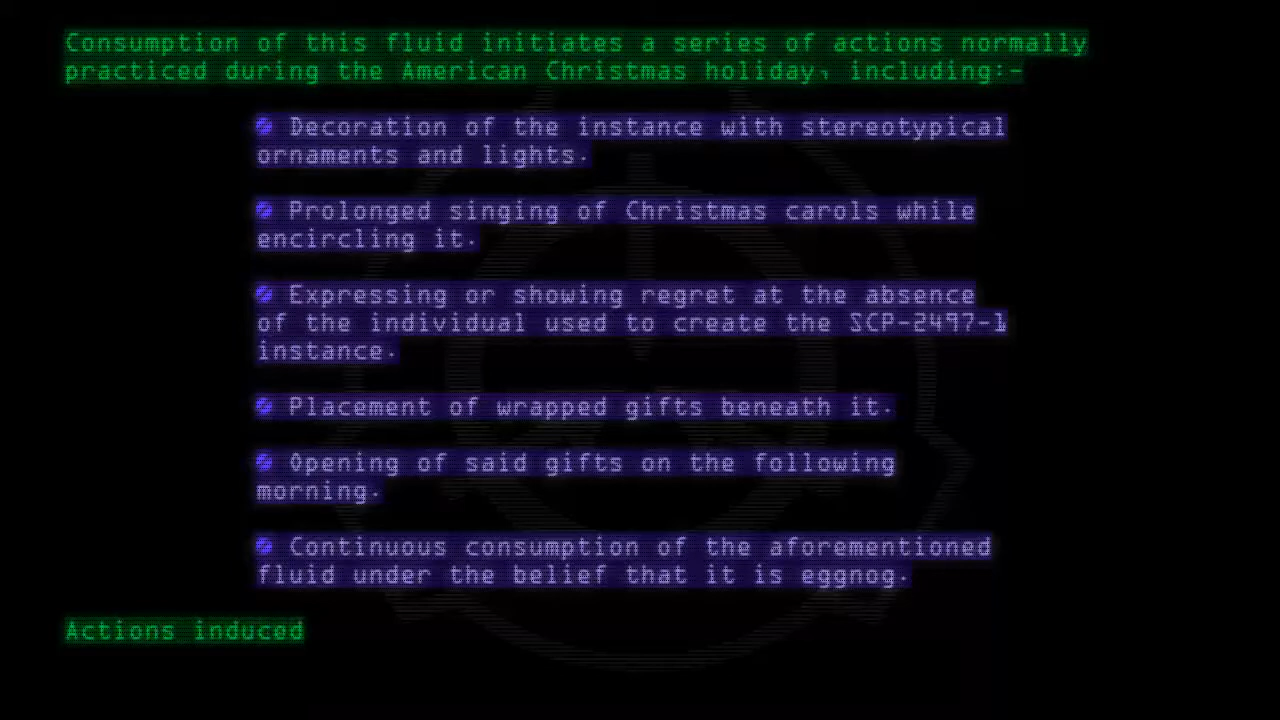 Consumption of this fluid initiates a series of actions normally
practiced during the American Christmas holiday, including:-
● Decoration of the instance with stereotypical
ornaments and lights.
● Prolonged singing of Christmas carols while
encircling it.
● Expressing or showing regret at the absence
of the individual used to create the SCP-2497-1
instance.
● Placement of wrapped gifts beneath it.
● Opening of said gifts on the following
morning.
● Continuous consumption of the aforementioned
fluid under the belief that it is eggnog.
Actions induced